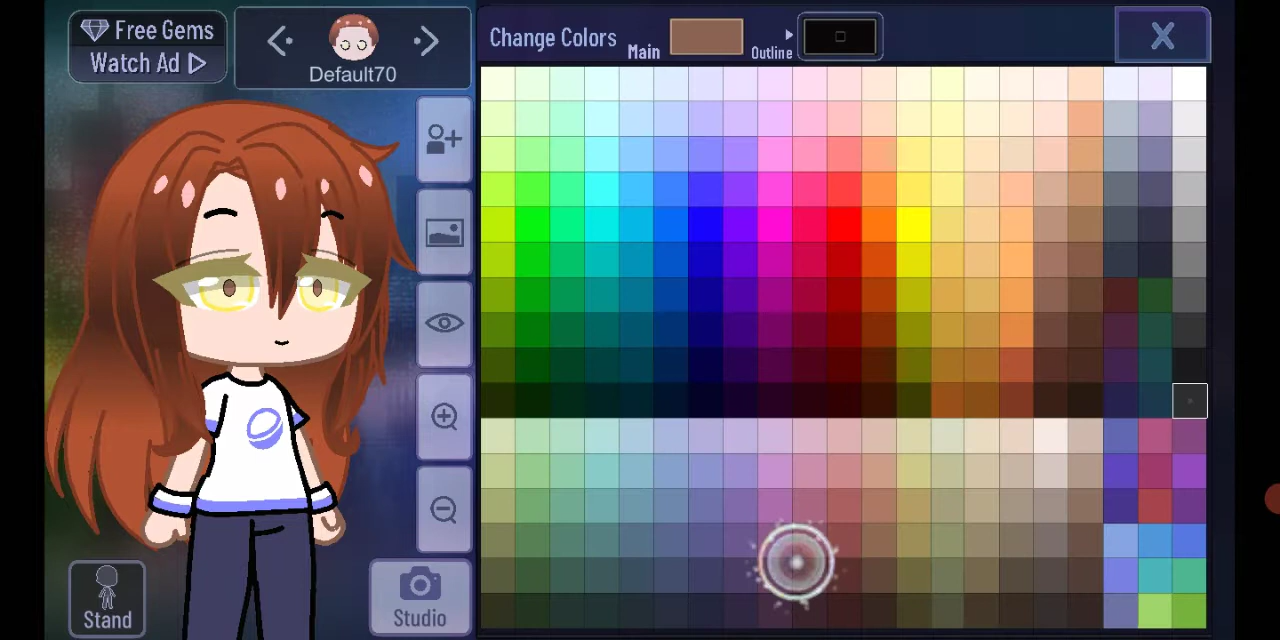 Free Gems
Watch Ad
Default70
Change Colors
Main
Outline
Stand
Studio